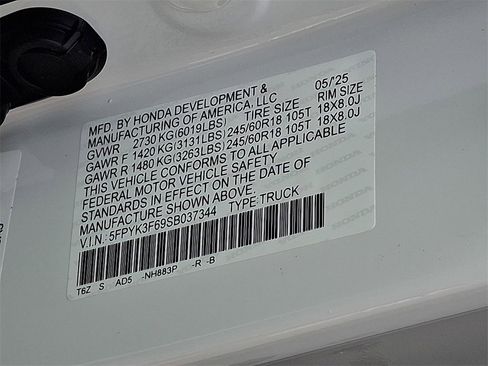 MFD. BY HONDA DEVELOPMENT & 05/'25
MANUFACTURING OF AMERICA, LLC
GVWR 2730 KG(6019LBS) TIRE SIZE RIM SIZE
GAWR F 1420 KG(3131LBS) 245/60R18 105T 18X8.0J
GAWR R 1480 KG(3263LBS) 245/60R18 105T 18X8.0J
THIS VEHICLE CONFORMS TO ALL APPLICABLE
FEDERAL MOTOR VEHICLE SAFETY
STANDARDS IN EFFECT ON THE DATE OF
MANUFACTURE SHOWN ABOVE.
V.I.N.: 5FPYK3F69SB037344 TYPE:TRUCK
T6Z S AD5 -NH883P -R -B